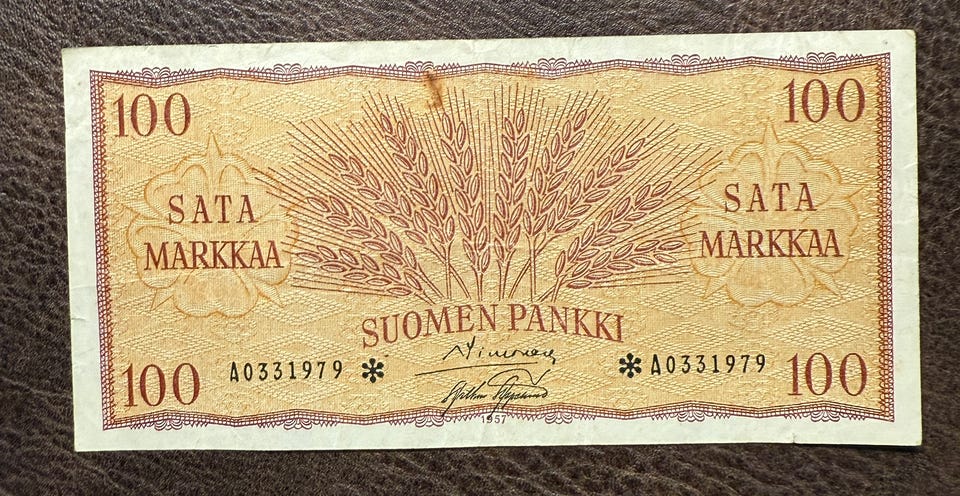 100 100
SATA MARKKAA
SATA MARKKAA
SUOMEN PANKKI
100 A0331979 * * A0331979 100
1957